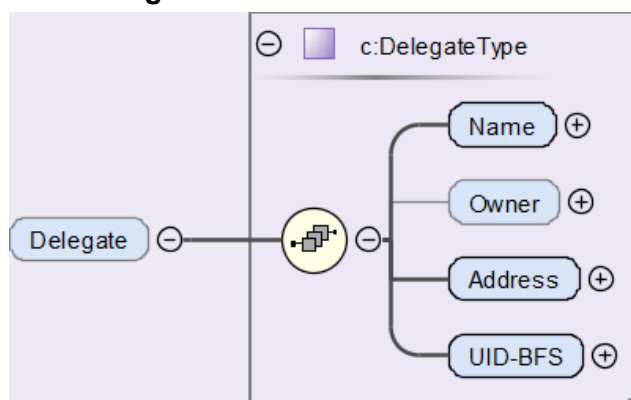 c:DelegateType
Name
Owner
Delegate
Address
UID-BFS